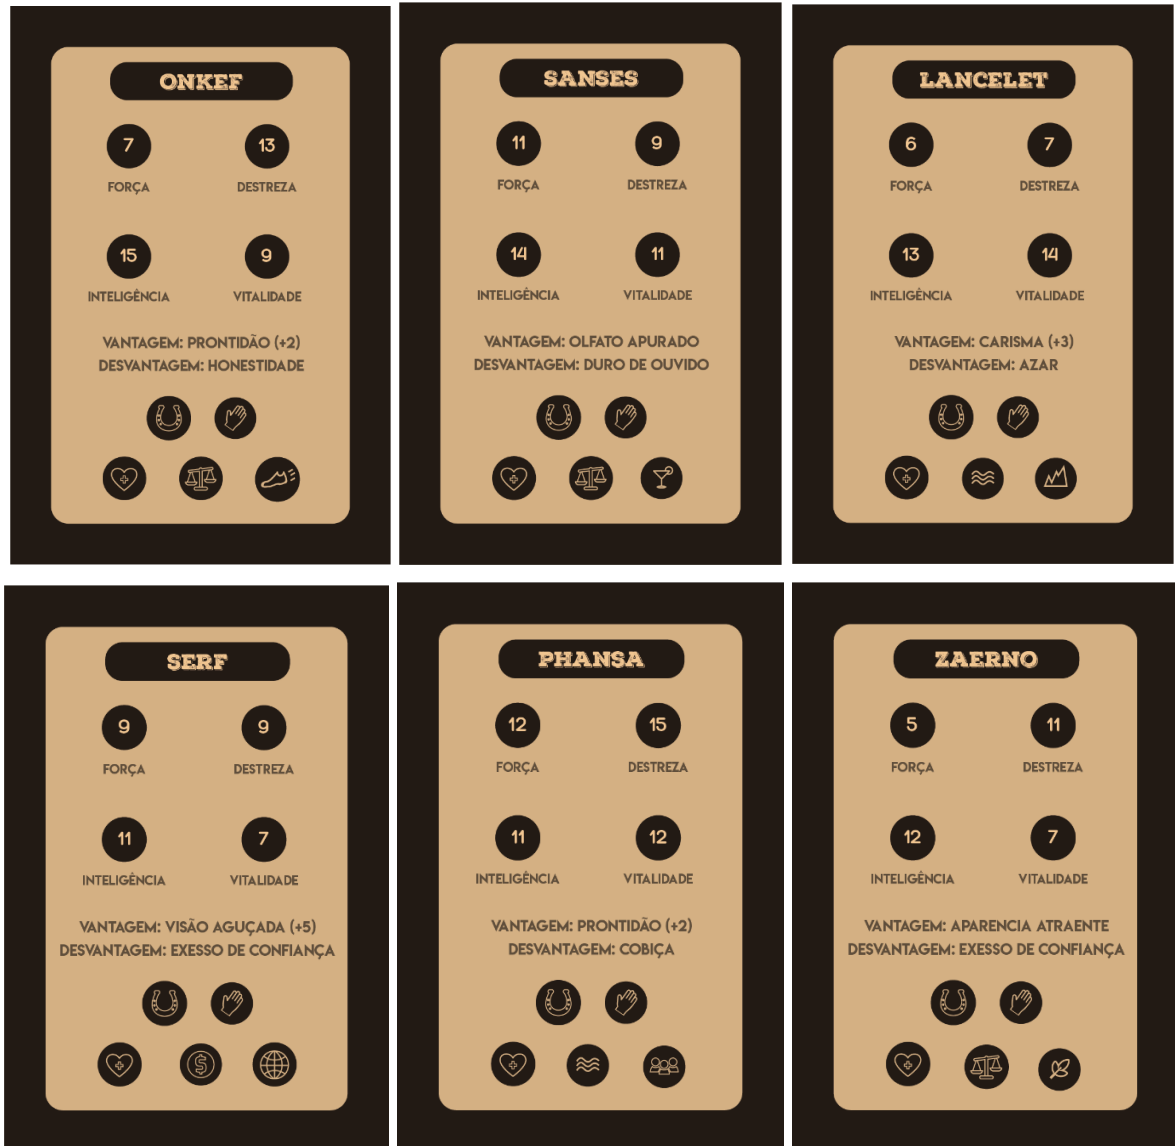 ONKEF
7
13
FORÇA
DESTREZA
15
9
INTELIGÊNCIA
VITALIDADE
VANTAGEM: PRONTIDÃO (+2)
DESVANTAGEM: HONESTIDADE
SANSES
11
9
FORÇA
DESTREZA
14
11
INTELIGÊNCIA
VITALIDADE
VANTAGEM: OLFATO APURADO
DESVANTAGEM: DURO DE OUVIDO
LANCELET
6
7
FORÇA
DESTREZA
13
14
INTELIGÊNCIA
VITALIDADE
VANTAGEM: CARISMA (+3)
DESVANTAGEM: AZAR
SERF
9
9
FORÇA
DESTREZA
11
7
INTELIGÊNCIA
VITALIDADE
VANTAGEM: VISÃO AGUÇADA (+5)
DESVANTAGEM: EXESSO DE CONFIANÇA
$
PHANSA
12
15
FORÇA
DESTREZA
11
12
INTELIGÊNCIA
VITALIDADE
VANTAGEM: PRONTIDÃO (+2)
DESVANTAGEM: COBIÇA
ZAERNO
5
11
FORÇA
DESTREZA
12
7
INTELIGÊNCIA
VITALIDADE
VANTAGEM: APARENCIA ATRAENTE
DESVANTAGEM: EXESSO DE CONFIANÇA